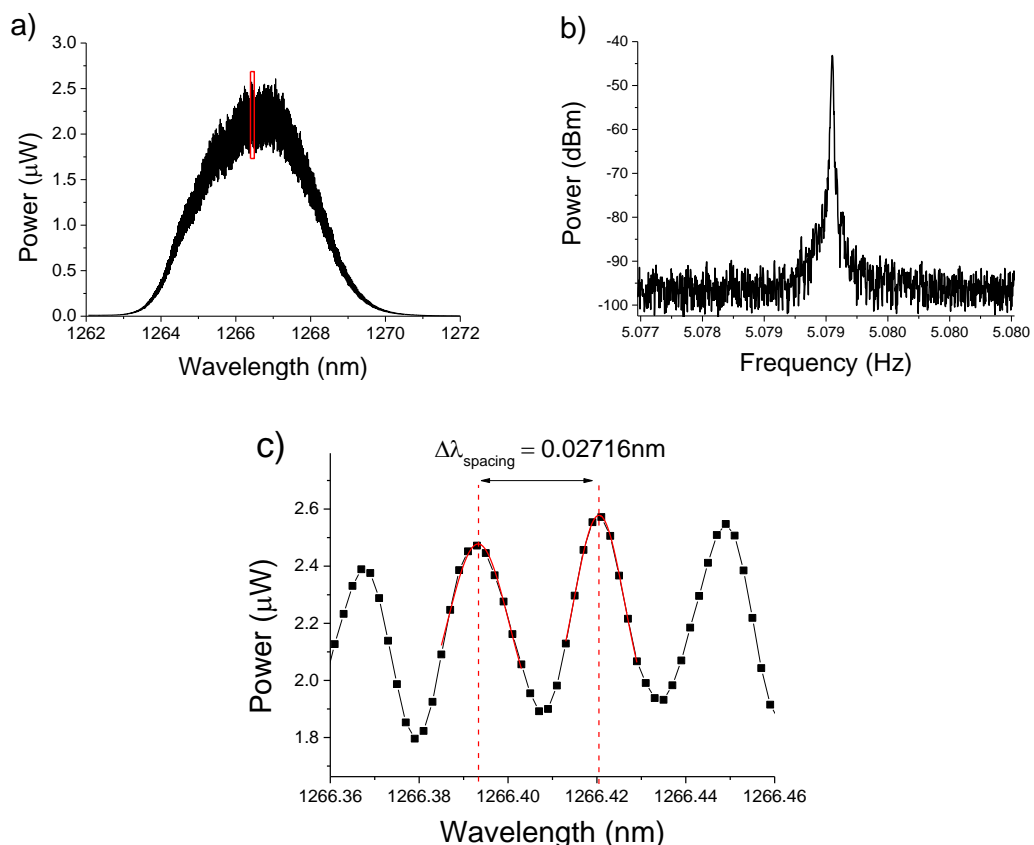 a)
3.0
2.5
2.0
1.5
1.0
0.5
0.0
Power (μW)
1262 1264 1266 1268 1270 1272
Wavelength (nm)
b)
-40
-50
-60
-70
-80
-90
-100
Power (dBm)
5.077 5.078 5.079 5.079 5.080 5.080 5.080
Frequency (Hz)
c)
Δλspacing = 0.02716nm
2.6
2.4
2.2
2.0
1.8
Power (μW)
1266.36 1266.38 1266.40 1266.42 1266.44 1266.46
Wavelength (nm)